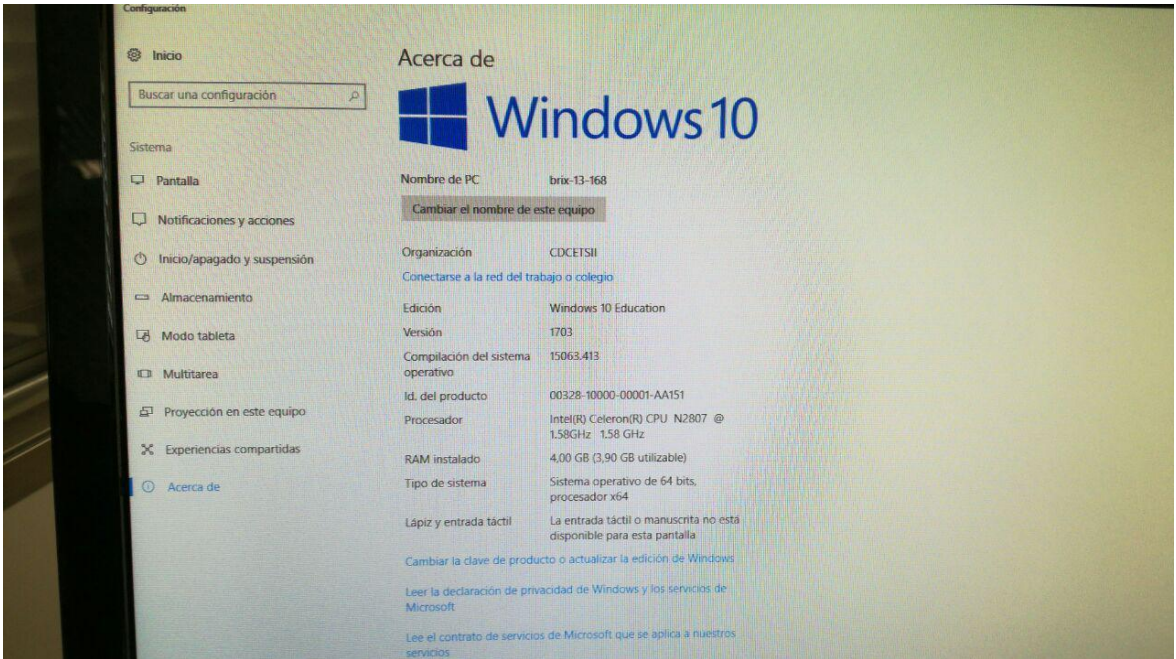 Configuración
Inicio
Buscar una configuración
Sistema
Pantalla
Notificaciones y acciones
Inicio/apagado y suspensión
Almacenamiento
Modo tableta
Multitarea
Proyección en este equipo
Experiencias compartidas
Acerca de
Acerca de
Windows 10
Nombre de PC brix-13-168
Cambiar el nombre de este equipo
Organización CDCETSII
Conectarse a la red del trabajo o colegio
Edición Windows 10 Education
Versión 1703
Compilación del sistema operativo 15063.413
Id. del producto 00328-10000-00001-AA151
Procesador Intel(R) Celeron(R) CPU N2807 @
1.58GHz 1.58 GHz
RAM instalado 4,00 GB (3,90 GB utilizable)
Tipo de sistema Sistema operativo de 64 bits,
procesador x64
Lápiz y entrada táctil La entrada táctil o manuscrita no está
disponible para esta pantalla
Cambiar la clave de producto o actualizar la edición de Windows
Leer la declaración de privacidad de Windows y los servicios de
Microsoft
Lee el contrato de servicios de Microsoft que se aplica a nuestros
servicios